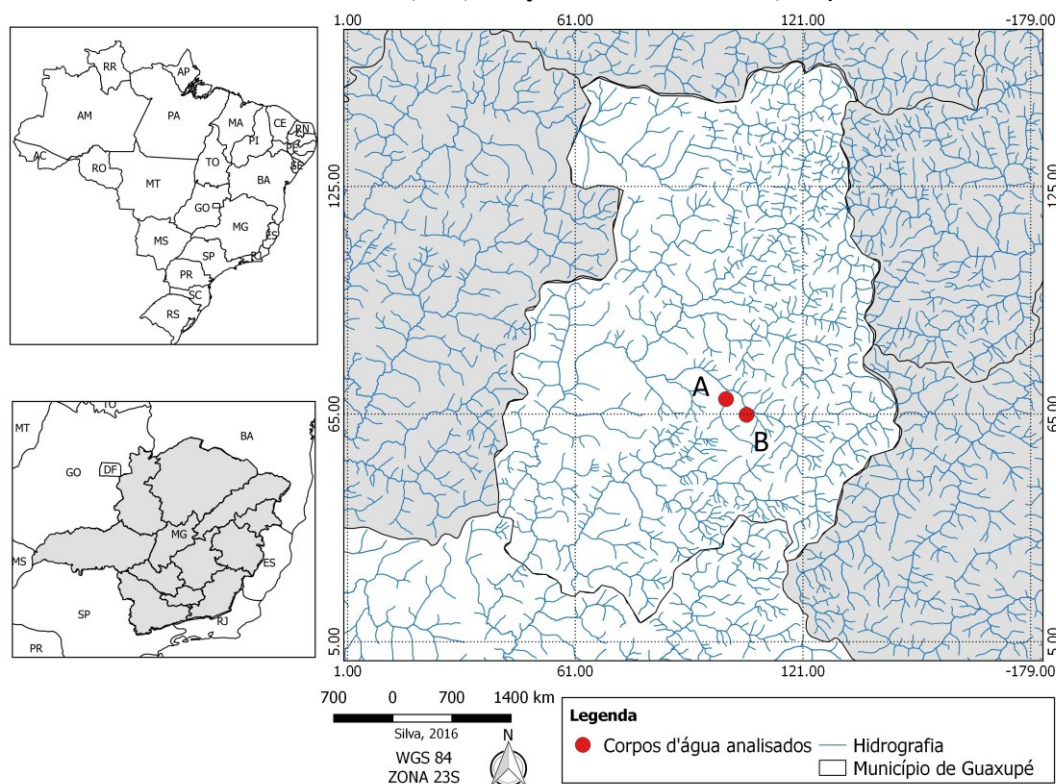 RR
AP
AM
PA
MA
CE
RN
PI
AC
RO
TO
BA
MT
GO
MG
MS
ES
SP
RJ
PR
SC
RS
MT
BA
GO
DF
MG
MS
ES
SP
RJ
PR
1.00
61.00
121.00
-179.00
125.00
125.00
A
65.00
65.00
B
5.00
5.00
1.00
61.00
121.00
-179.00
700 0 700 1400 km
Silva, 2016
WGS 84
ZONA 23S
N
Legenda
Corpos d'água analisados
Hidrografia
Município de Guaxupé